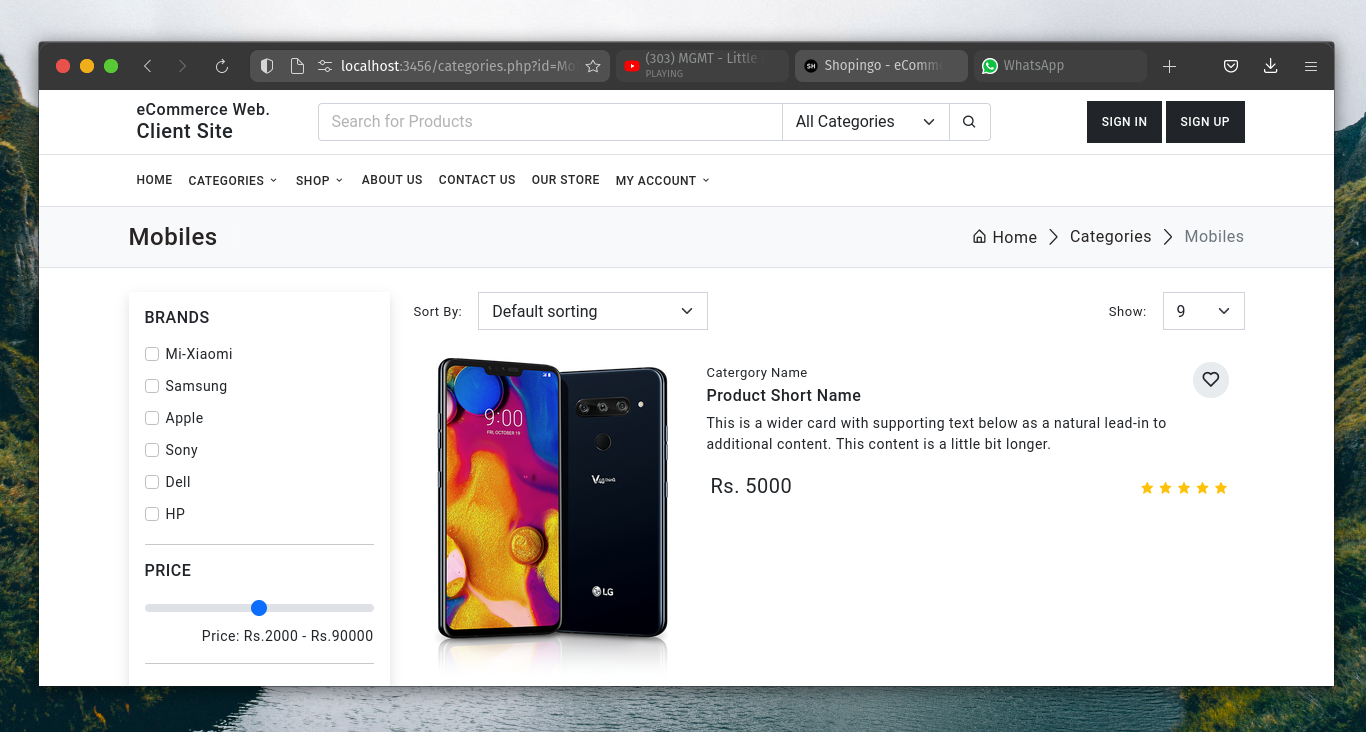 localhost:3456/categories.php?id=Mo
(303) MGMT - Little
PLAYING
SH
Shopingo - eComme
WhatsApp
eCommerce Web.
Client Site
Search for Products
All Categories
SIGN IN
SIGN UP
HOME
CATEGORIES
SHOP
ABOUT US
CONTACT US
OUR STORE
MY ACCOUNT
Mobiles
Home
Categories
Mobiles
BRANDS
Mi-Xiaomi
Samsung
Apple
Sony
Dell
HP
PRICE
Price: Rs.2000 - Rs.90000
Sort By:
Default sorting
Show:
9
9:00
FRI, OCTOBER 19
LG
Catergory Name
Product Short Name
This is a wider card with supporting text below as a natural lead-in to
additional content. This content is a little bit longer.
Rs. 5000